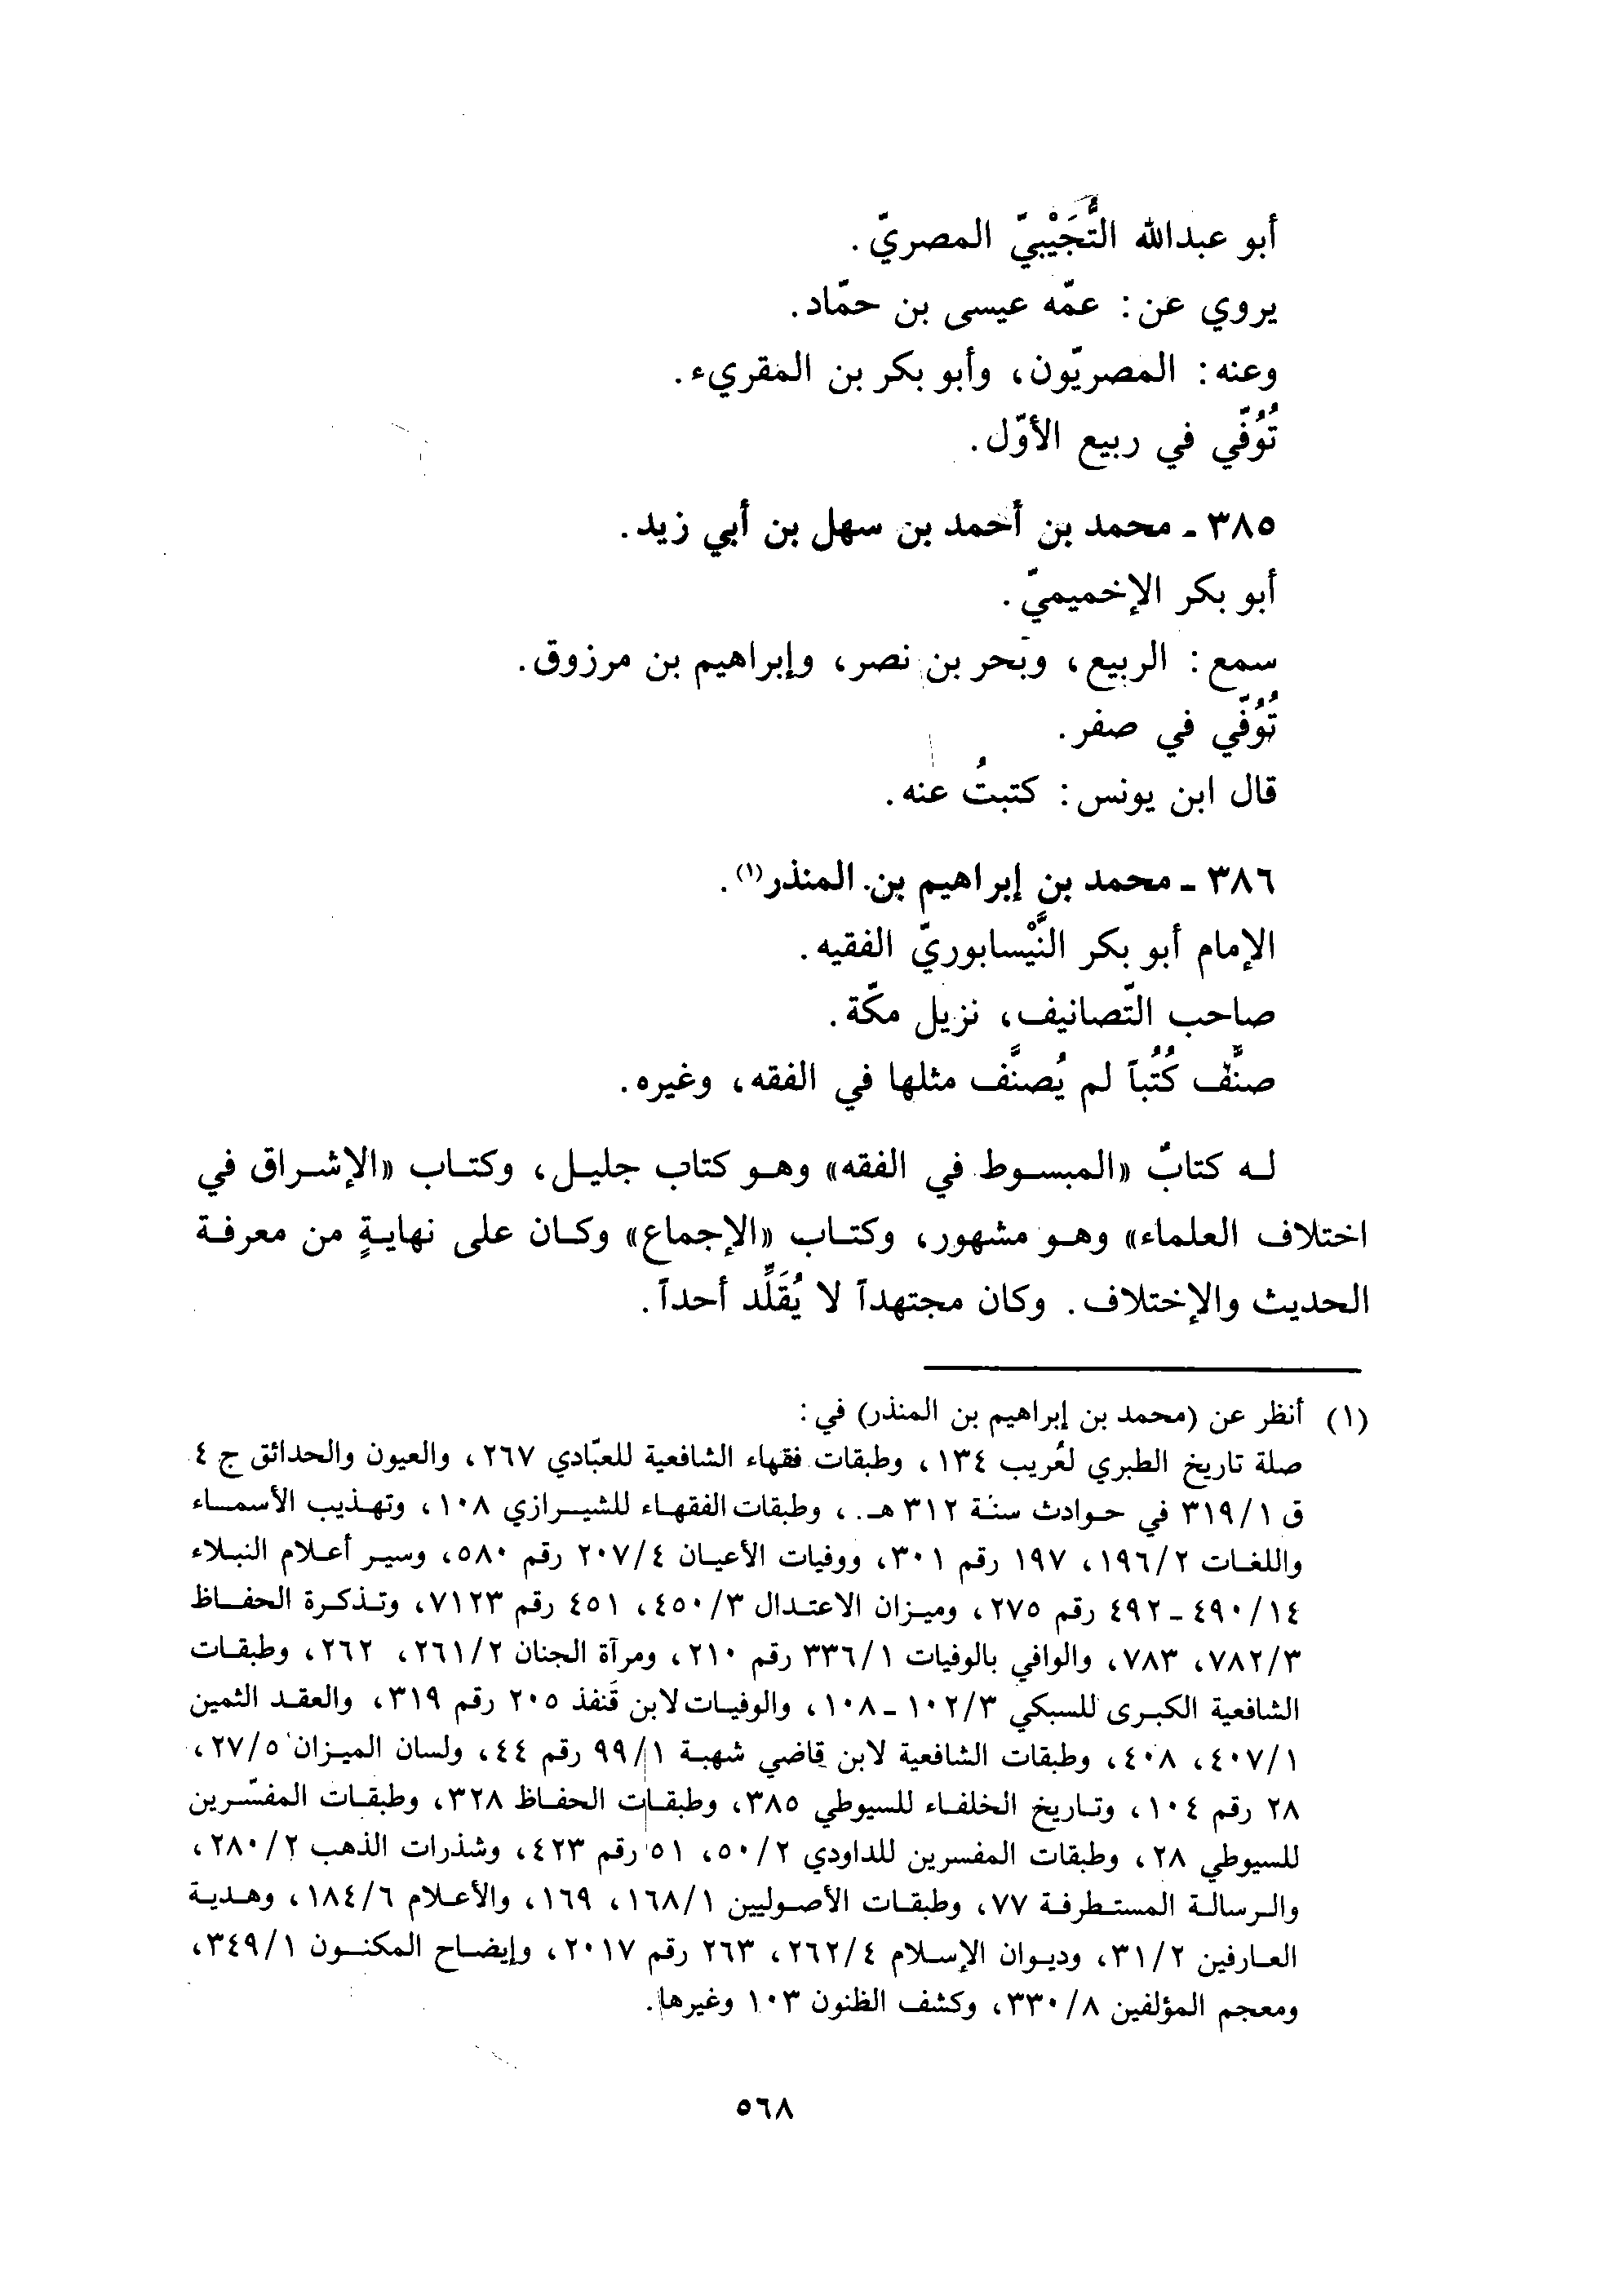 أبو عبدالله التُّجَيْبيّ المصريّ.
يروي عن: عمّه عيسى بن حمّاد.
وعنه: المصريّون، وأبو بكر بن المقريء.
تُوُفّي في ربيع الأوّل.
٣٨٥ ـ محمد بن أحمد بن سهل بن أبي زيد.
أبو بكر الإخميميّ.
سمع: الربيع، وبحر بن نصر، وإبراهيم بن مرزوق.
تُوُفّي في صفر.
قال ابن يونس: كتبتُ عنه.
٣٨٦ ـ محمد بن إبراهيم بن المنذر(١).
الإمام أبو بكر النَّيْسابوريّ الفقيه.
صاحب التّصانيف، نزيل مكّة.
صنَّف كُتُباً لم يُصنَّف مثلها في الفقه، وغيره.
له كتابٌ «المبسوط في الفقه» وهو كتاب جليل، وكتاب «الإشراق في
اختلاف العلماء» وهو مشهور، وكتاب «الإجماع» وكان على نهايةٍ من معرفة
الحديث والإختلاف. وكان مجتهداً لا يُقَلِّد أحداً.
(١) أنظر عن (محمد بن إبراهيم بن المنذر) في:
صلة تاريخ الطبري لعُريب ١٣٤، وطبقات فقهاء الشافعية للعبّادي ٢٦٧، والعيون والحدائق ج ٤
ق ٣١٩/١ في حوادث سنة ٣١٢ هـ.، وطبقات الفقهاء للشيرازي ١٠٨، وتهذيب الأسماء
واللغات ١٩٦/٢، ١٩٧ رقم ٣٠١، ووفيات الأعيان ٢٠٧/٤ رقم ٥٨٠، وسير أعلام النبلاء
٤٩٠/١٤ ـ ٤٩٢ رقم ٢٧٥، وميزان الاعتدال ٤٥٠/٣، ٤٥١ رقم ٧١٢٣، وتذكرة الحفاظ
٧٨٢/٣، ٧٨٣، والوافي بالوفيات ٣٣٦/١ رقم ٢١٠، ومرآة الجنان ٢٦١/٢، ٢٦٢، وطبقات
الشافعية الكبرى للسبكي ١٠٢/٣ ـ ١٠٨، والوفيات لابن قنفذ ٢٠٥ رقم ٣١٩، والعقد الثمين
٤٠٧/١، ٤٠٨، وطبقات الشافعية لابن قاضي شهبة ٩٩/١ رقم ٤٤، ولسان الميزان ٢٧/٥،
٢٨ رقم ١٠٤، وتاريخ الخلفاء للسيوطي ٣٨٥، وطبقات الحفاظ ٣٢٨، وطبقات المفسّرين
للسيوطي ٢٨، وطبقات المفسرين للداودي ٥٠/٢، ٥١ رقم ٤٢٣، وشذرات الذهب ٢٨٠/٢،
والرسالة المستطرفة ٧٧، وطبقات الأصوليين ١٦٨/١، ١٦٩، والأعلام ١٨٤/٦، وهدية
العارفين ٣١/٢، وديوان الإسلام ٢٦٢/٤، ٢٦٣ رقم ٢٠١٧، وإيضاح المكنون ٣٤٩/١،
ومعجم المؤلفين ٣٣٠/٨، وكشف الظنون ١٠٣ وغيرها.
٥٦٨